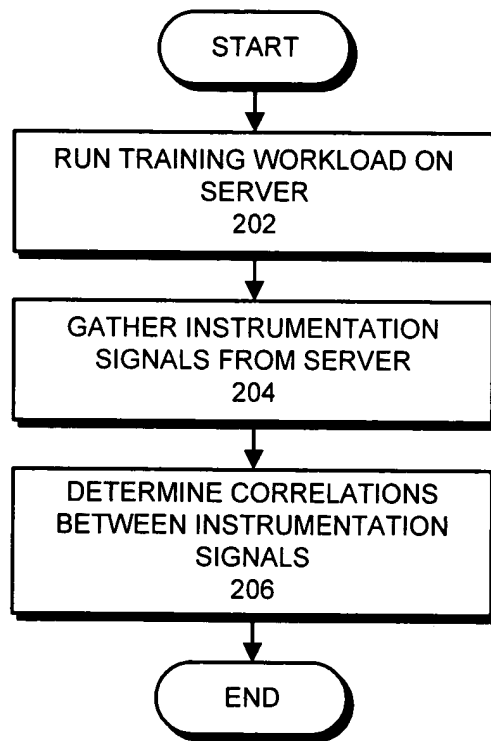 START
RUN TRAINING WORKLOAD ON
SERVER
202
GATHER INSTRUMENTATION
SIGNALS FROM SERVER
204
DETERMINE CORRELATIONS
BETWEEN INSTRUMENTATION
SIGNALS
206
END